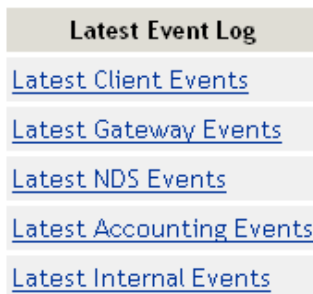 Latest Event Log
Latest Client Events
Latest Gateway Events
Latest NDS Events
Latest Accounting Events
Latest Internal Events